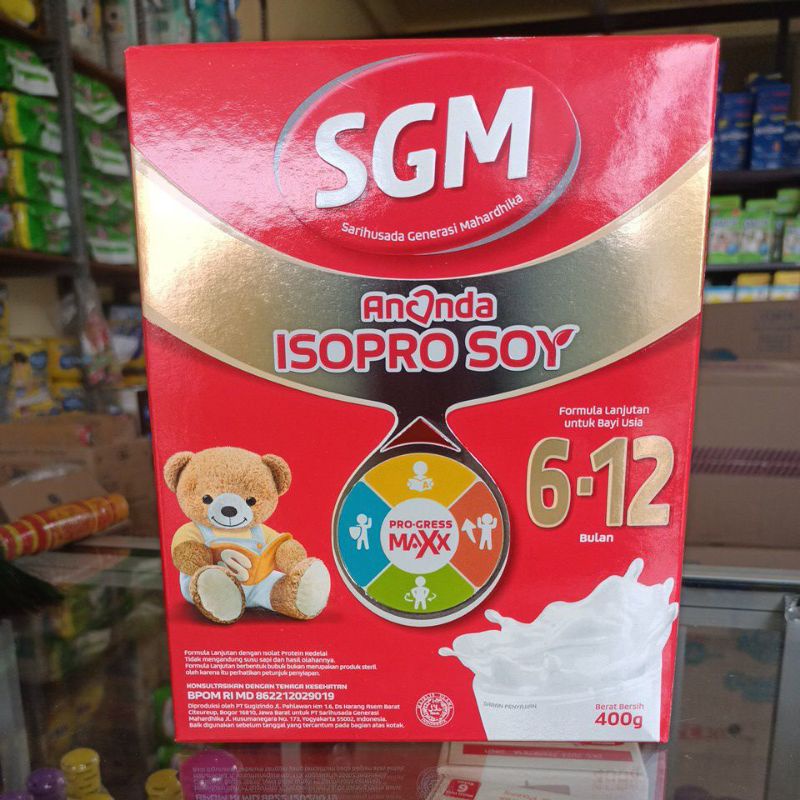 SGM
Sarihusada Generasi Mahardhika
Ananda
ISOPRO SOY
Formula Lanjutan
untuk Bayi Usia
6-12
Bulan
PRO-GRESS
MAXX
Formula Lanjutan dengan Isolat Protein Kedelai
Tidak mengandung susu sapi dan hasil olahannya.
Formula Lanjutan berbentuk bubuk bukan merupakan produk steril
oleh karena itu perhatikan petunjuk penyiapan.
KONSULTASIKAN DENGAN TENAGA KESEHATAN
BPOM RI MD 862212029019
Diproduksi oleh PT Sugizindo Jl. Pahlawan Km 1.6, Ds Karang Asem Barat
Citeureup, Bogor 16810, Jawa Barat untuk PT Sarihusada Generasi
Mahardhika Jl. Kusumanegara No. 173, Yogyakarta 55002, Indonesia.
Baik digunakan sebelum tanggal yang tercantum pada bagian atas kotak.
SARAN PENYAJIAN
Berat Bersih
400g